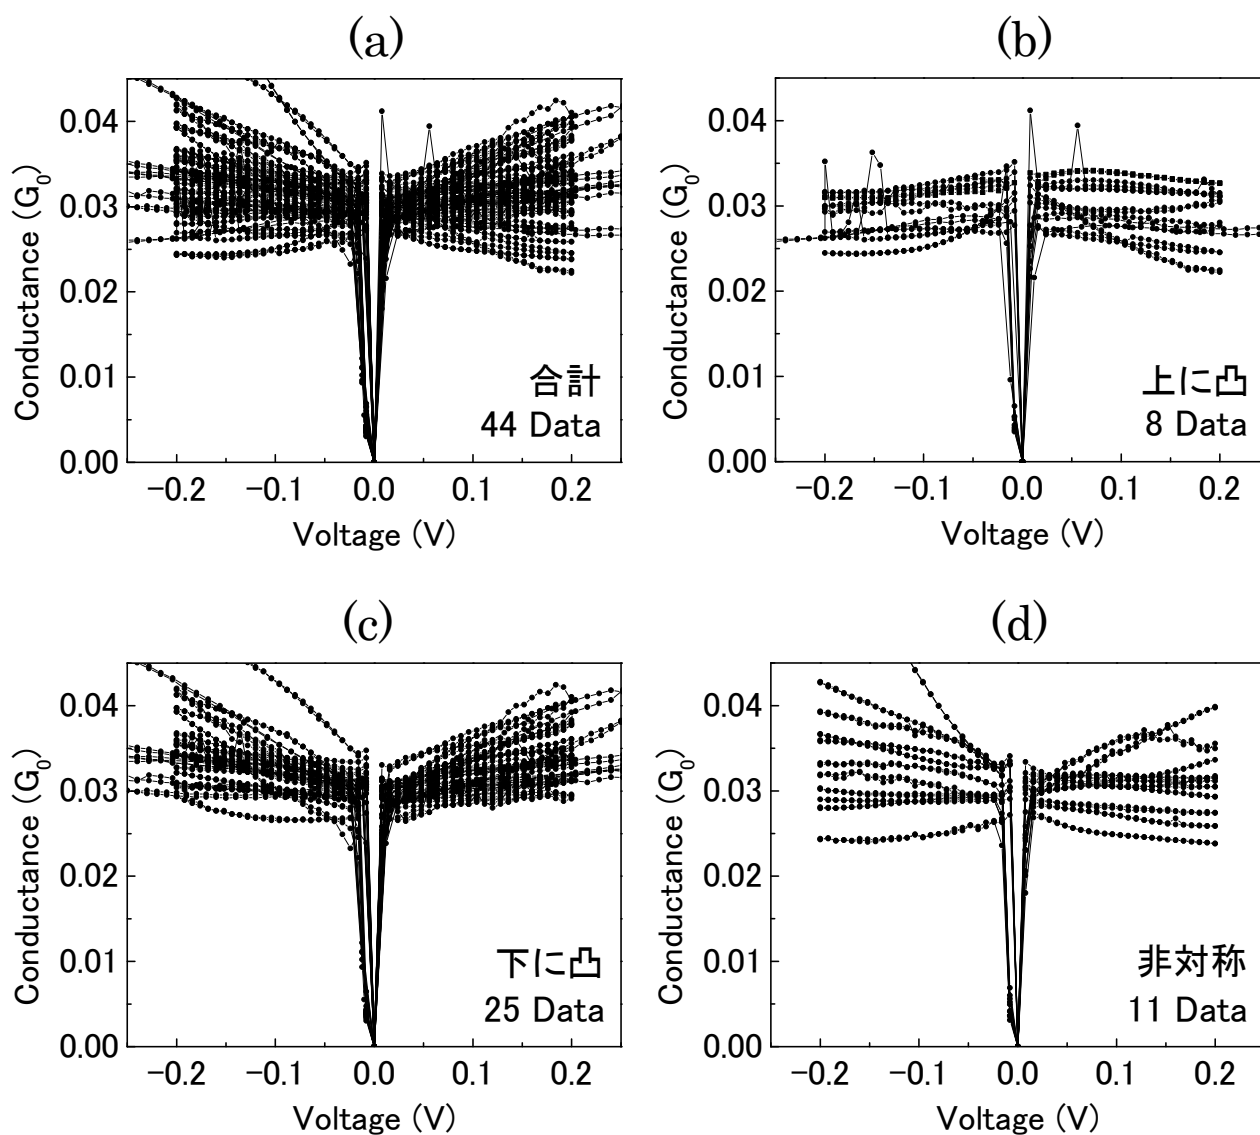 (a)
0.04
0.03
0.02
0.01
0.00
Conductance (G₀)
合計
44 Data
−0.2 −0.1 0.0 0.1 0.2
Voltage (V)
(b)
0.04
0.03
0.02
0.01
0.00
Conductance (G₀)
上に凸
8 Data
−0.2 −0.1 0.0 0.1 0.2
Voltage (V)
(c)
0.04
0.03
0.02
0.01
0.00
Conductance (G₀)
下に凸
25 Data
−0.2 −0.1 0.0 0.1 0.2
Voltage (V)
(d)
0.04
0.03
0.02
0.01
0.00
Conductance (G₀)
非対称
11 Data
−0.2 −0.1 0.0 0.1 0.2
Voltage (V)